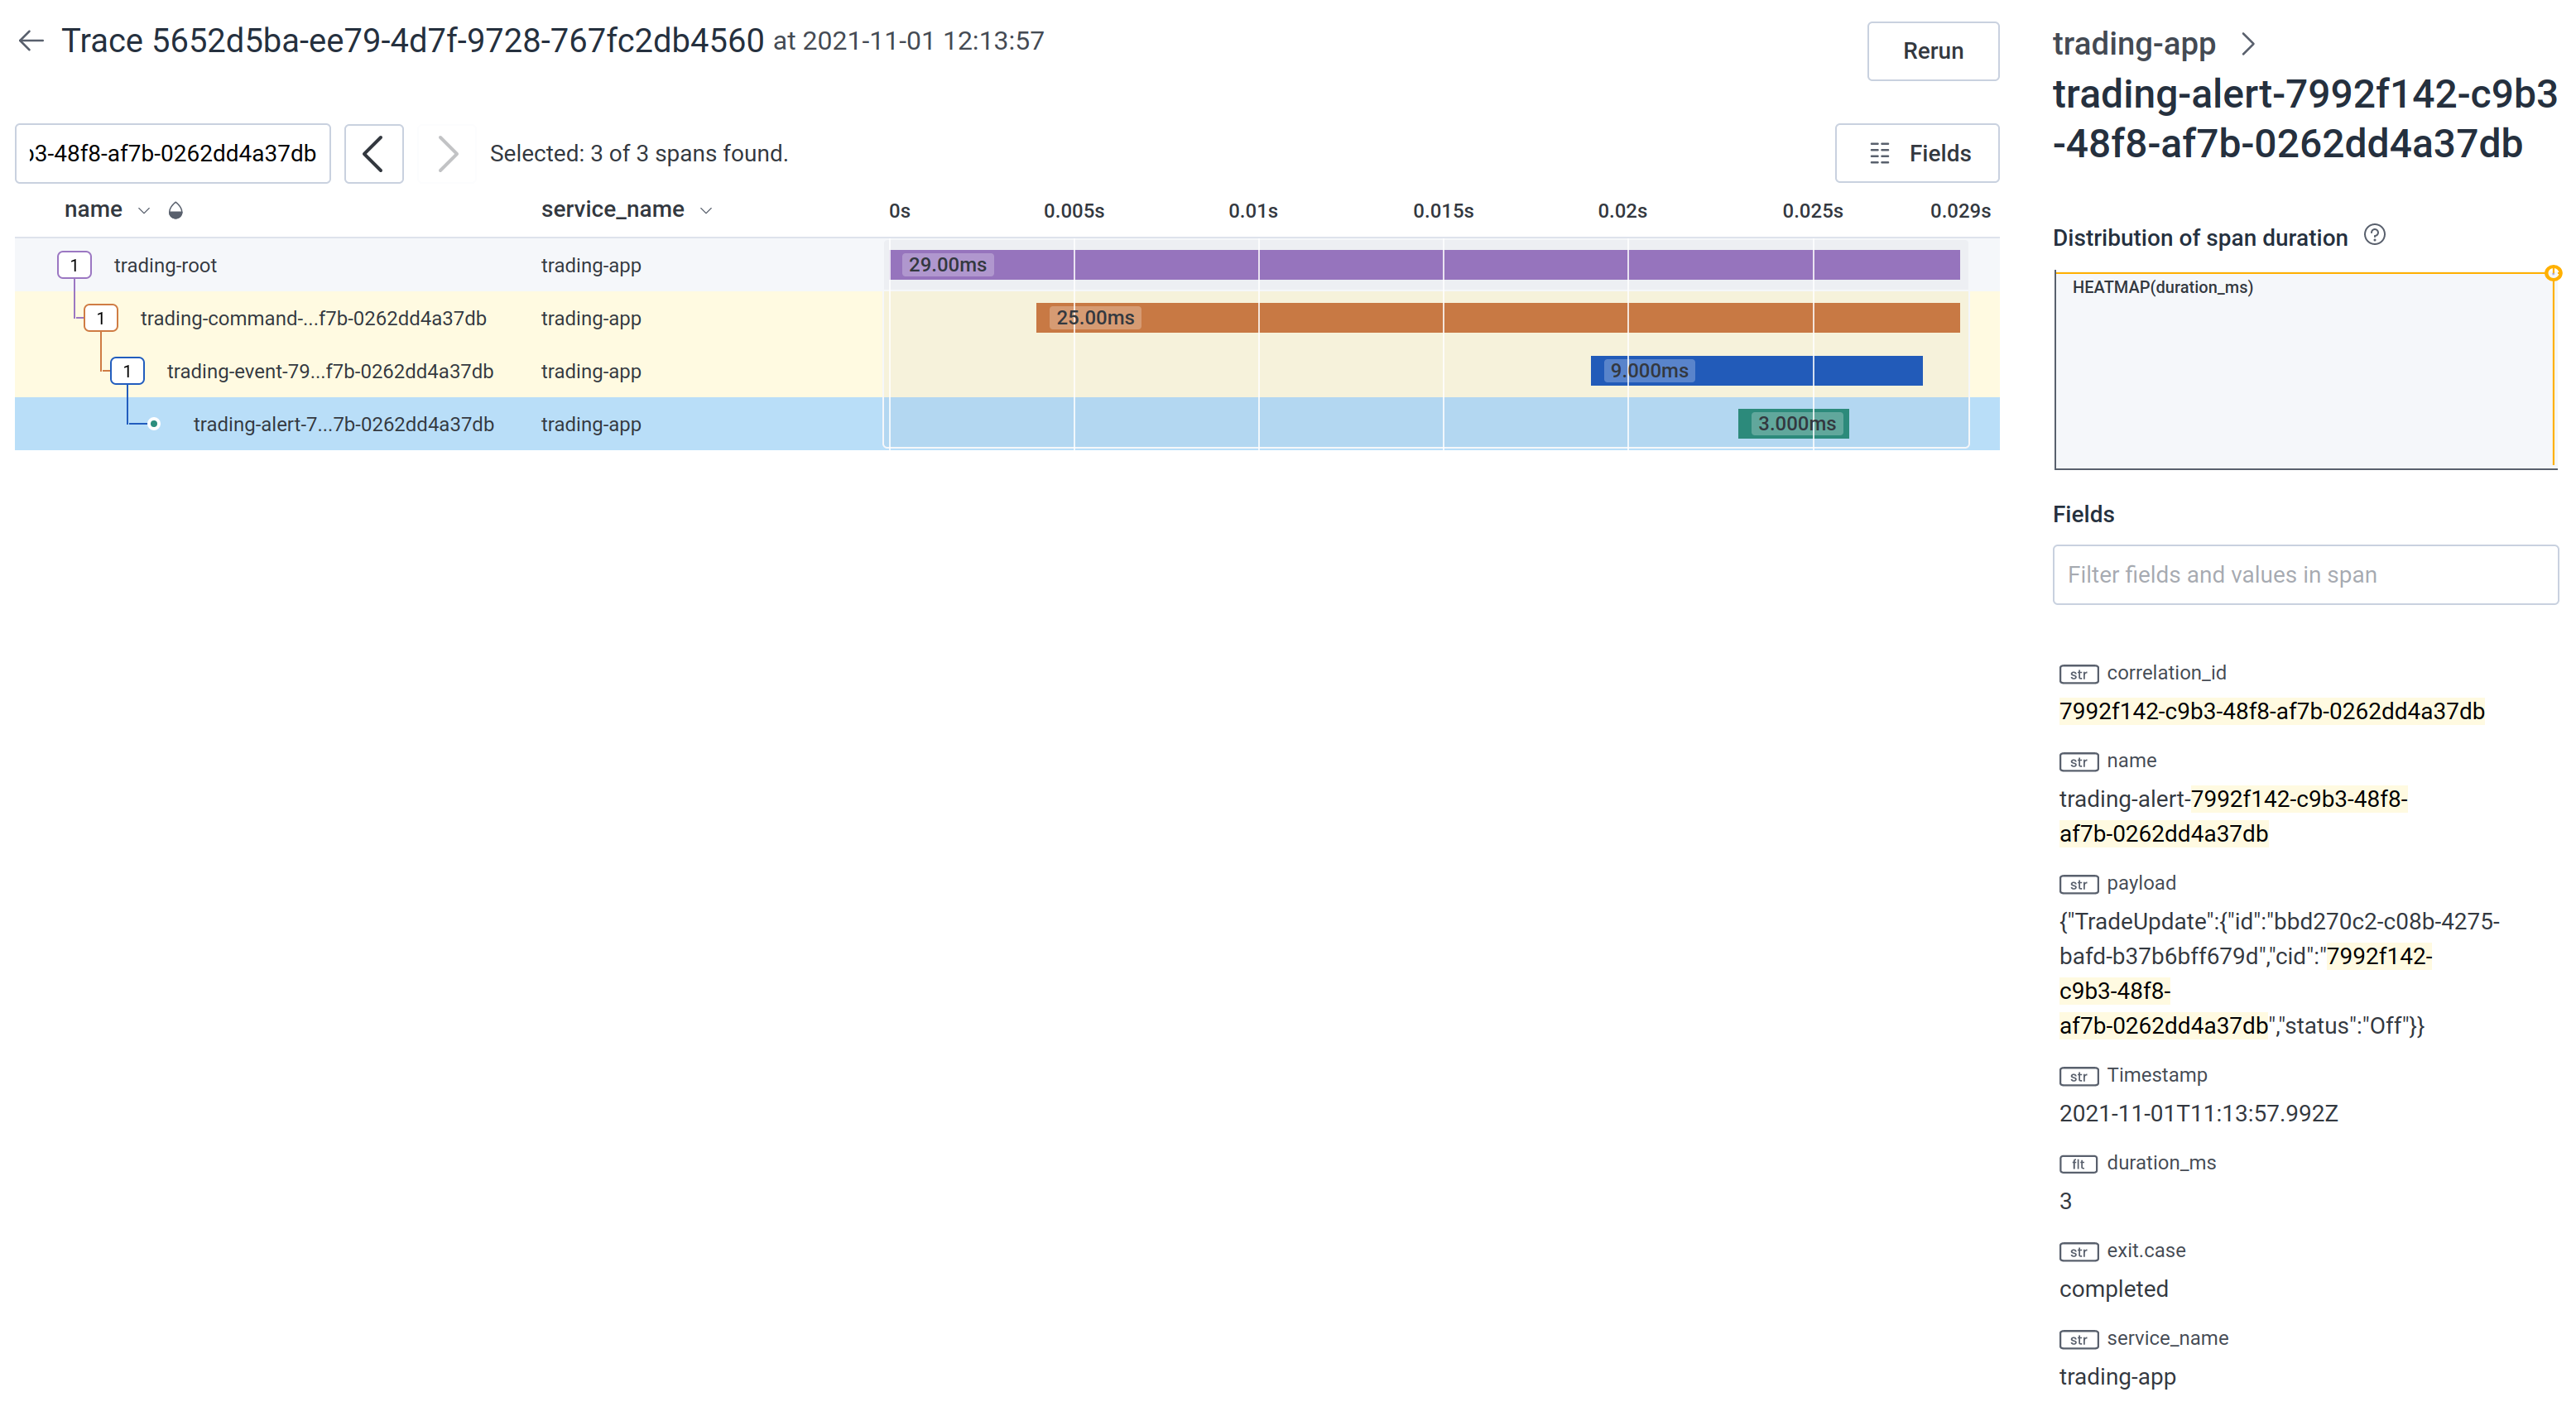 Trace 5652d5ba-ee79-4d7f-9728-767fc2db4560 at 2021-11-01 12:13:57
Rerun
b3-48f8-af7b-0262dd4a37db
Selected: 3 of 3 spans found.
Fields
name
service_name
0s
0.005s
0.01s
0.015s
0.02s
0.025s
0.029s
1
trading-root
trading-app
29.00ms
1
trading-command-...f7b-0262dd4a37db
trading-app
25.00ms
1
trading-event-79...f7b-0262dd4a37db
trading-app
9.000ms
trading-alert-7...7b-0262dd4a37db
trading-app
3.000ms
trading-app
trading-alert-7992f142-c9b3
-48f8-af7b-0262dd4a37db
Distribution of span duration
?
HEATMAP(duration_ms)
Fields
Filter fields and values in span
str correlation_id
7992f142-c9b3-48f8-af7b-0262dd4a37db
str name
trading-alert-7992f142-c9b3-48f8-
af7b-0262dd4a37db
str payload
{"TradeUpdate":{"id":"bbd270c2-c08b-4275-
bafd-b37b6bff679d","cid":"7992f142-
c9b3-48f8-
af7b-0262dd4a37db","status":"Off"}}
str Timestamp
2021-11-01T11:13:57.992Z
flt duration_ms
3
str exit.case
completed
str service_name
trading-app